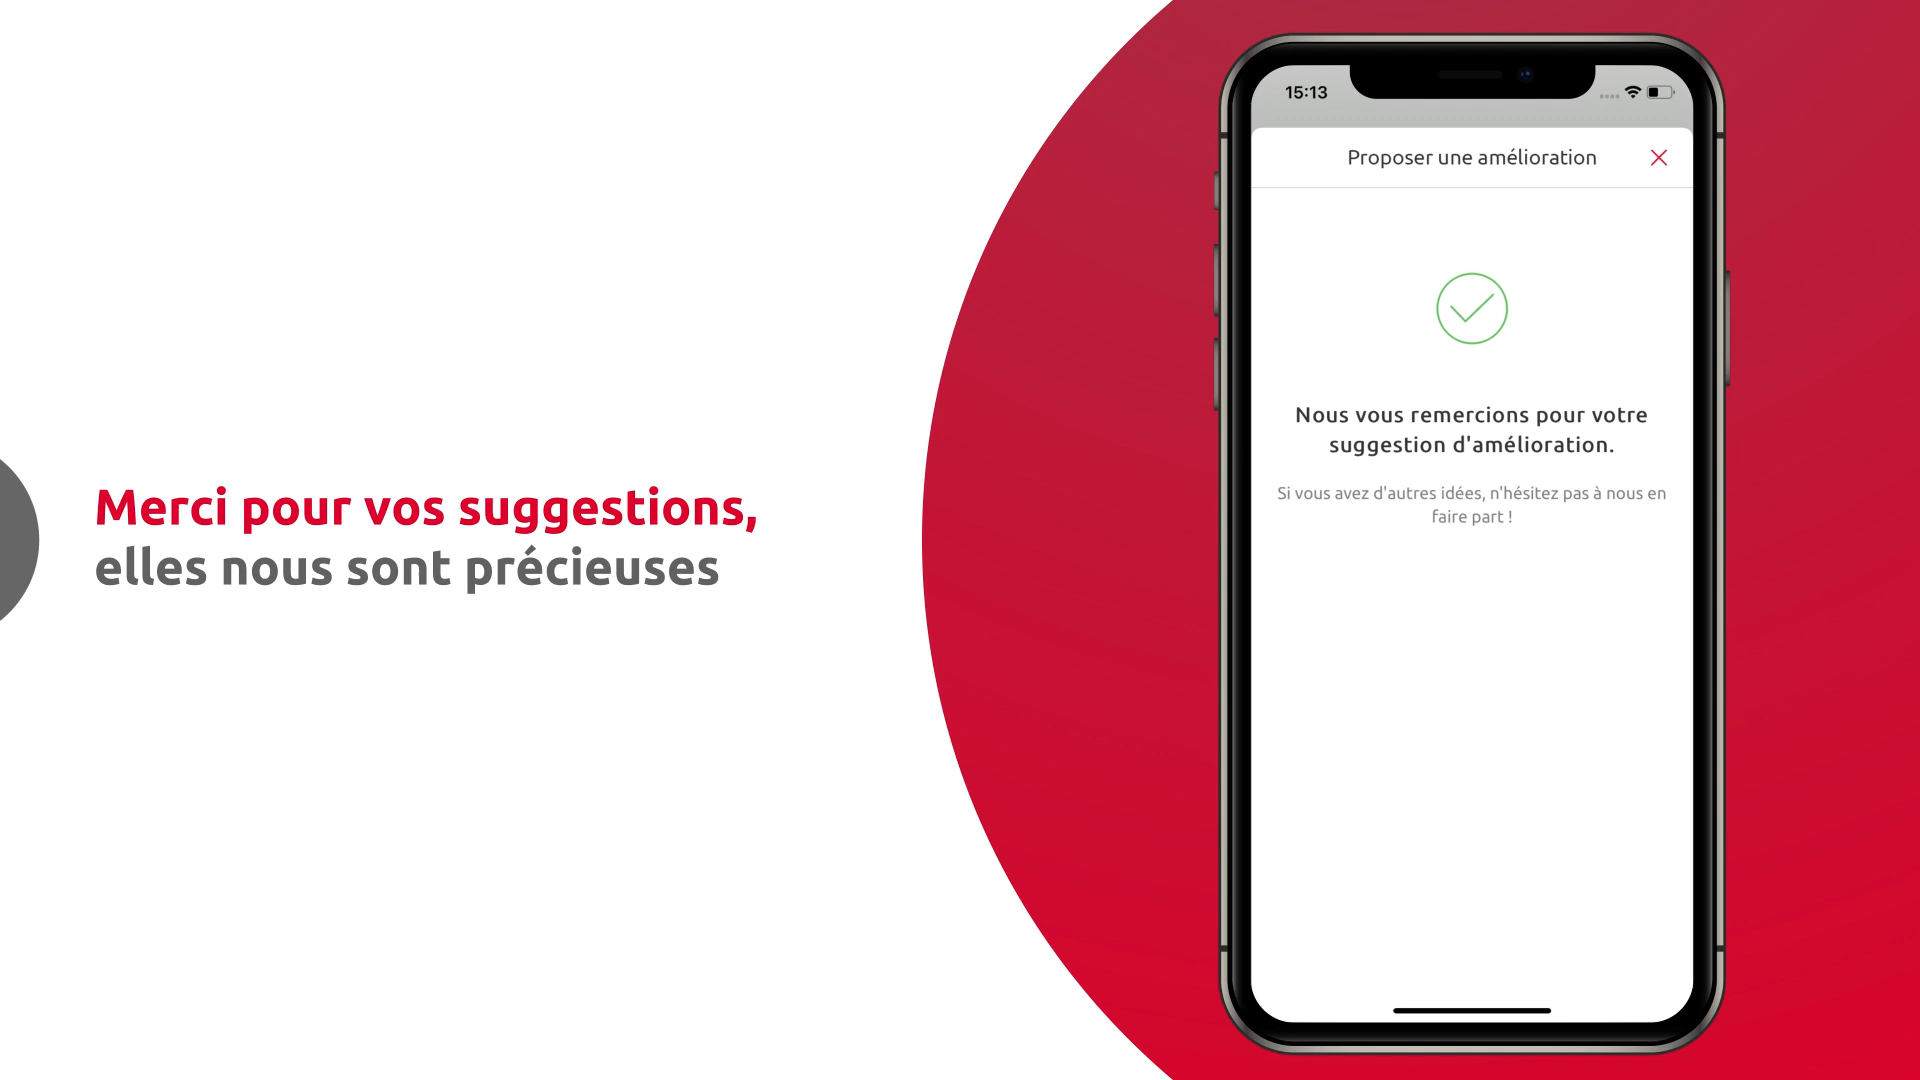 Merci pour vos suggestions,
elles nous sont précieuses
15:13
Proposer une amélioration
Nous vous remercions pour votre
suggestion d'amélioration.
Si vous avez d'autres idées, n'hésitez pas à nous en
faire part !